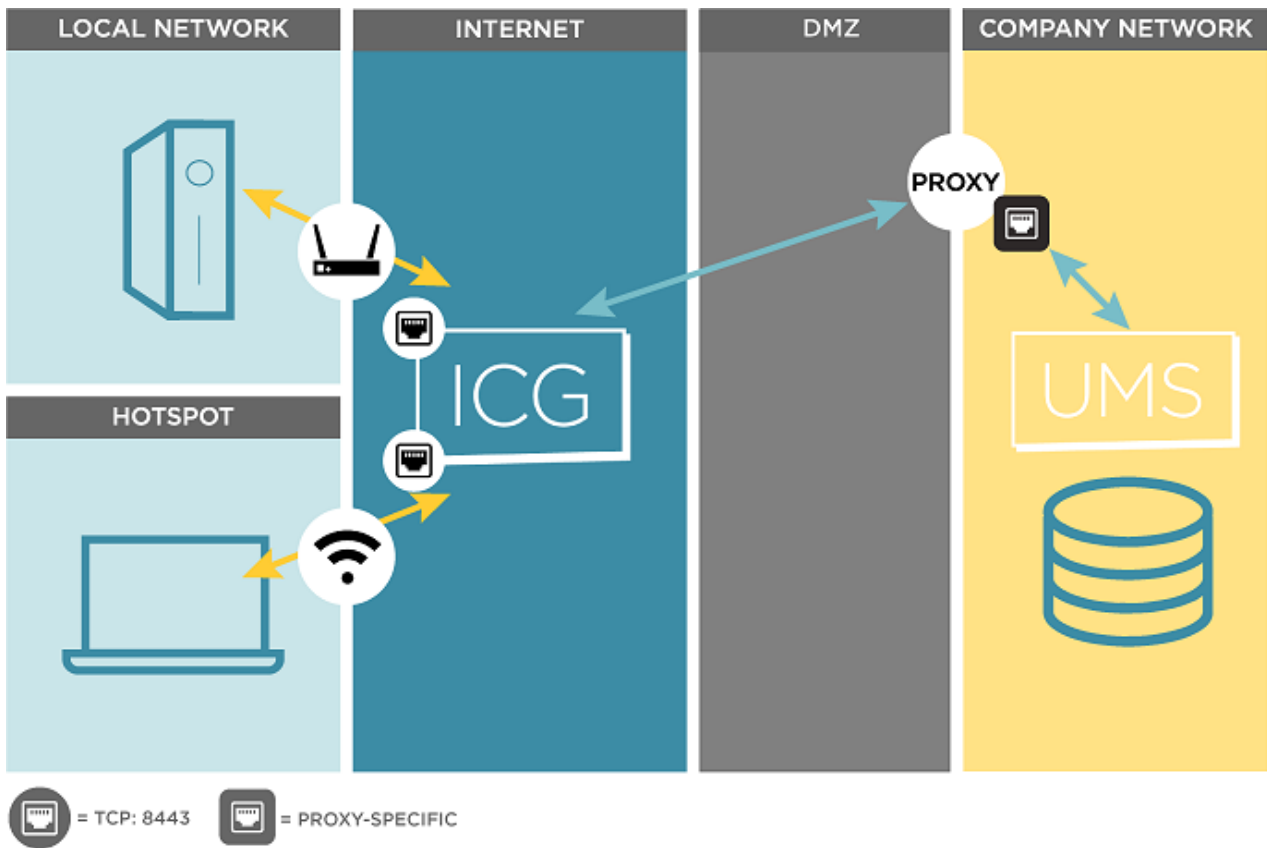 LOCAL NETWORK
INTERNET
DMZ
COMPANY NETWORK
PROXY
ICG
UMS
HOTSPOT
= TCP: 8443
= PROXY-SPECIFIC